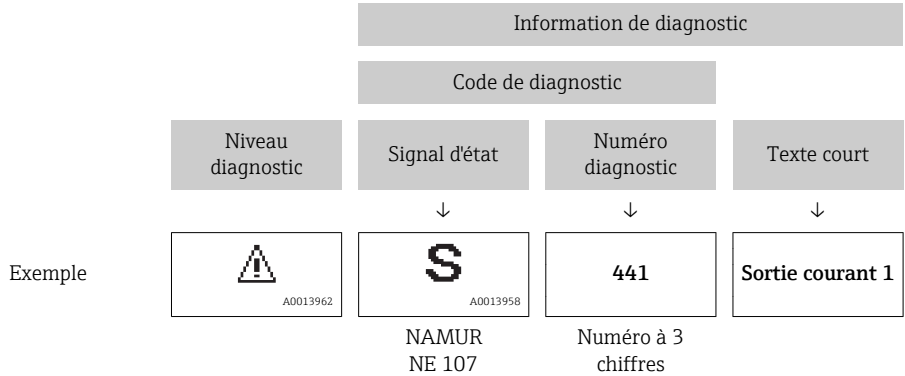 Information de diagnostic
Code de diagnostic
Niveau
diagnostic
Signal d'état
Numéro
diagnostic
Texte court
↓ ↓ ↓
Exemple
A0013962
S
A0013958
441
Sortie courant 1
NAMUR
NE 107
Numéro à 3
chiffres